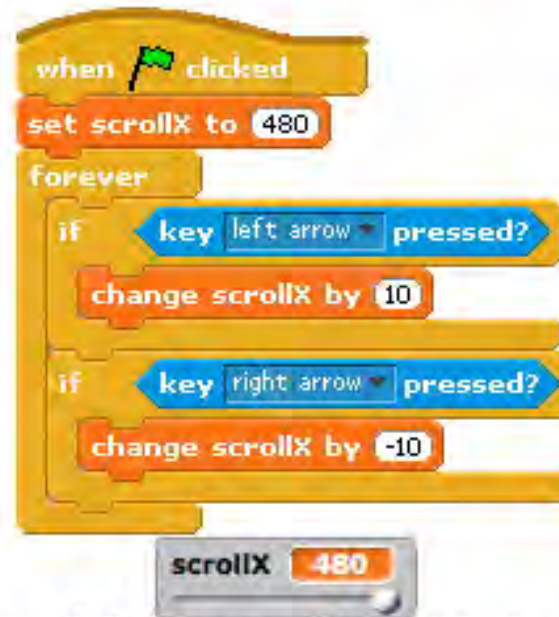 when clicked
set scrollX to 480
forever
if key left arrow pressed?
change scrollX by 10
if key right arrow pressed?
change scrollX by -10
scrollX 480